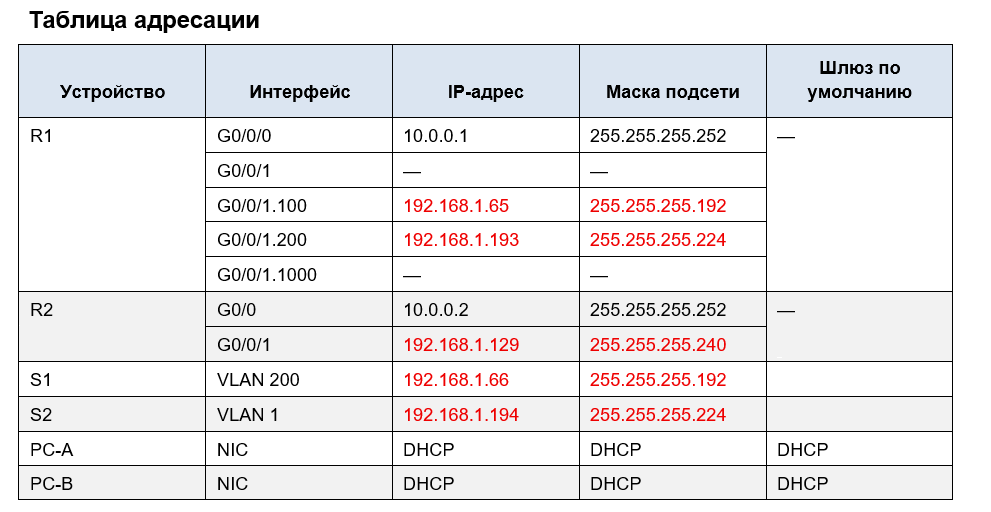 Таблица адресации
Устройство Интерфейс IP-адрес Маска подсети Шлюз по умолчанию
R1 G0/0/0 10.0.0.1 255.255.255.252 —
G0/0/1 — —
G0/0/1.100 192.168.1.65 255.255.255.192
G0/0/1.200 192.168.1.193 255.255.255.224
G0/0/1.1000 — —
R2 G0/0 10.0.0.2 255.255.255.252 —
G0/0/1 192.168.1.129 255.255.255.240
S1 VLAN 200 192.168.1.66 255.255.255.192
S2 VLAN 1 192.168.1.194 255.255.255.224
PC-A NIC DHCP DHCP DHCP
PC-B NIC DHCP DHCP DHCP